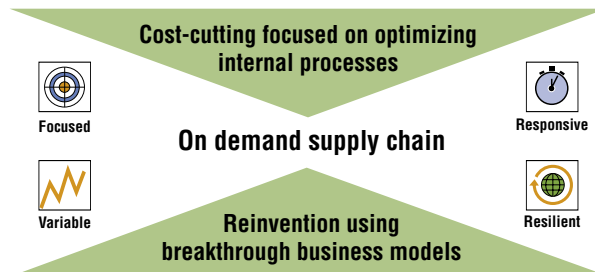 Cost-cutting focused on optimizing
internal processes
Focused
Responsive
On demand supply chain
Variable
Resilient
Reinvention using
breakthrough business models